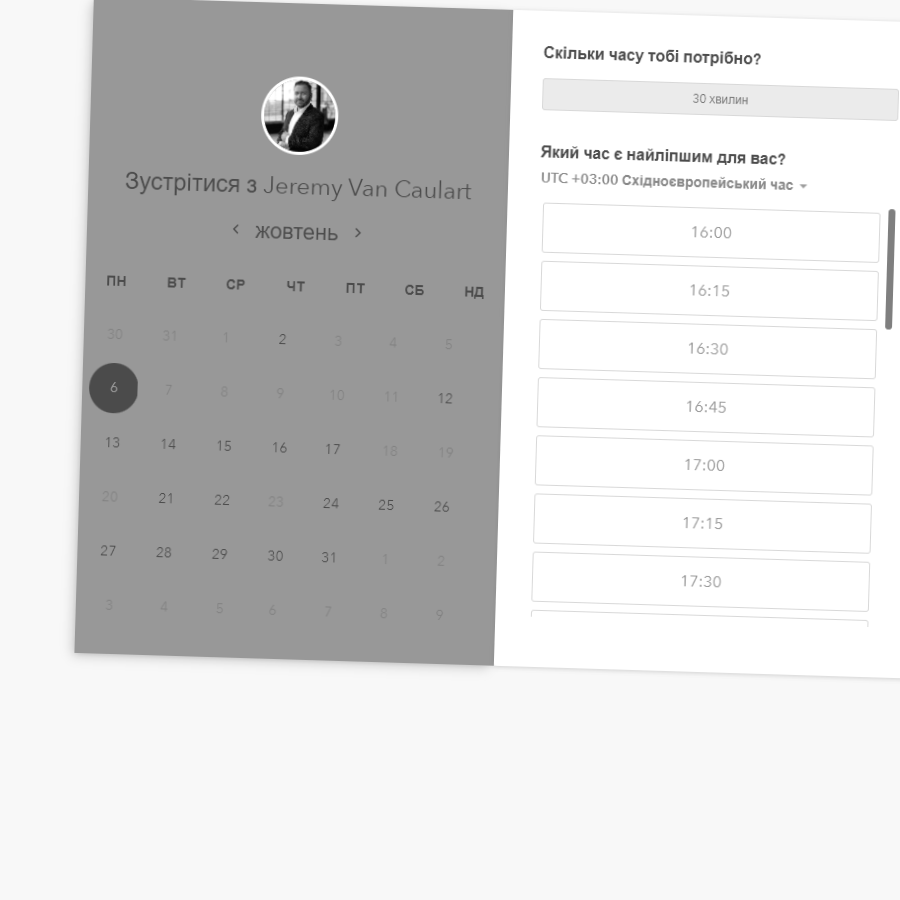 Зустрітися з Jeremy Van Caulart
жовтень
ПН ВТ СР ЧТ ПТ СБ НД
30 31 1 2 3 4 5
6 7 8 9 10 11 12
13 14 15 16 17 18 19
20 21 22 23 24 25 26
27 28 29 30 31 1 2
3 4 5 6 7 8 9
Скільки часу тобі потрібно?
30 хвилин
Який час є найліпшим для вас?
UTC +03:00 Східноєвропейський час
16:00
16:15
16:30
16:45
17:00
17:15
17:30